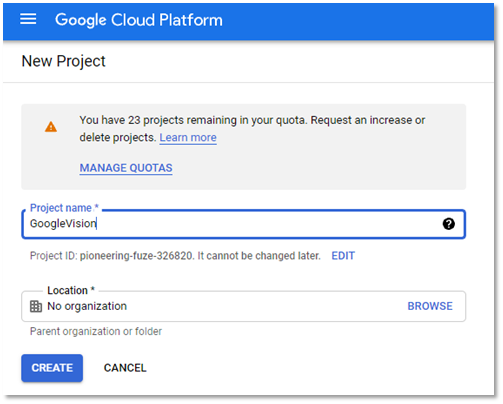 Google Cloud Platform
New Project
You have 23 projects remaining in your quota. Request an increase or
delete projects. Learn more
MANAGE QUOTAS
Project name *
GoogleVision
Project ID: pioneering-fuze-326820. It cannot be changed later. EDIT
Location *
No organization BROWSE
Parent organization or folder
CREATE CANCEL